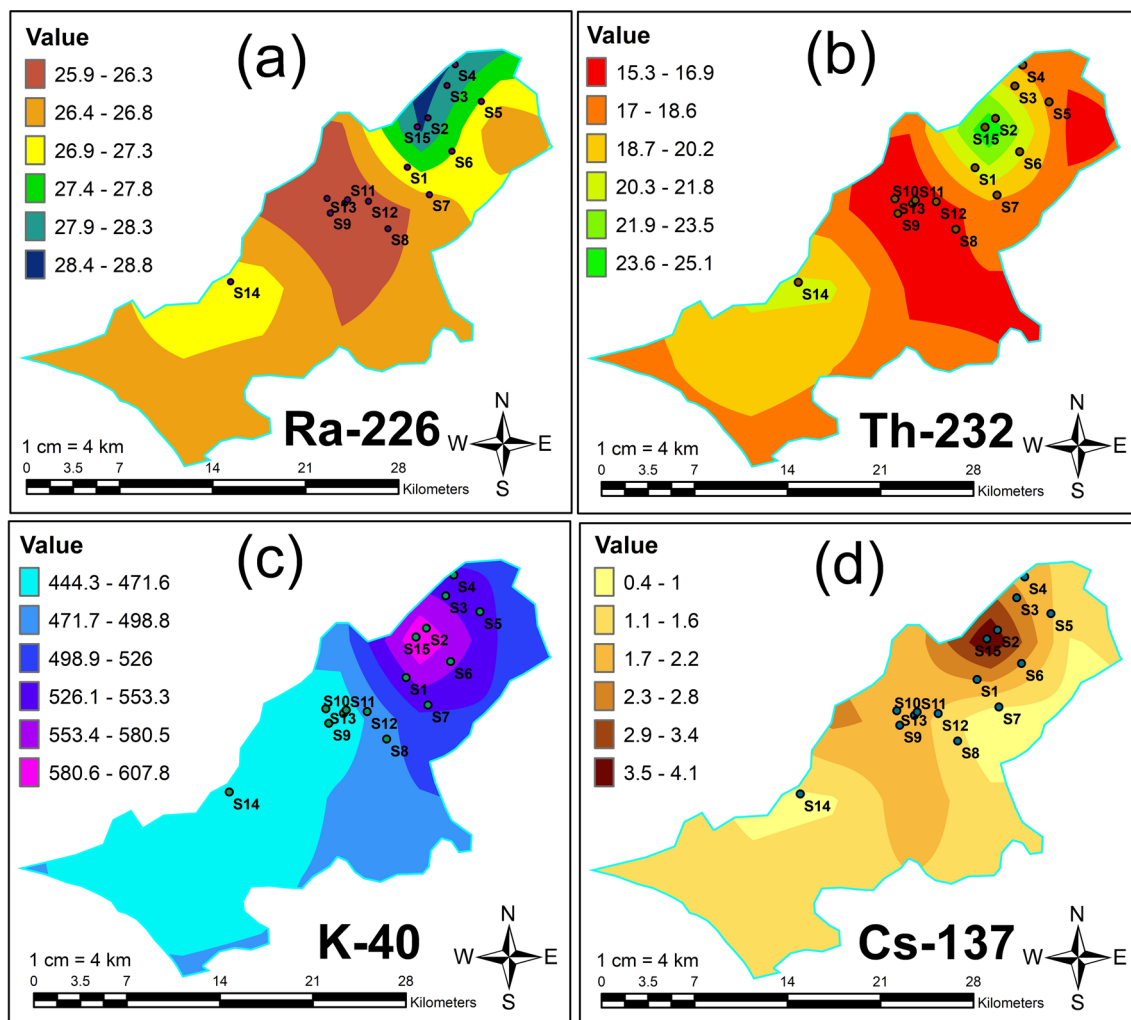 (a)
Value
25.9 - 26.3
26.4 - 26.8
26.9 - 27.3
27.4 - 27.8
27.9 - 28.3
28.4 - 28.8
S4
S3
S5
S2
S15
S6
S1
S7
S11
S13
S12
S9
S8
S14
Ra-226
N
W E
S
1 cm = 4 km
0 3.5 7 14 21 28
Kilometers
(b)
Value
15.3 - 16.9
17 - 18.6
18.7 - 20.2
20.3 - 21.8
21.9 - 23.5
23.6 - 25.1
S4
S3
S5
S2
S15
S6
S1
S7
S10 S11
S13
S12
S9
S8
S14
Th-232
N
W E
S
1 cm = 4 km
0 3.5 7 14 21 28
Kilometers
(c)
Value
444.3 - 471.6
471.7 - 498.8
498.9 - 526
526.1 - 553.3
553.4 - 580.5
580.6 - 607.8
S4
S3
S5
S2
S15
S6
S1
S7
S10 S11
S13
S12
S9
S8
S14
K-40
N
W E
S
1 cm = 4 km
0 3.5 7 14 21 28
Kilometers
(d)
Value
0.4 - 1
1.1 - 1.6
1.7 - 2.2
2.3 - 2.8
2.9 - 3.4
3.5 - 4.1
S4
S3
S5
S2
S15
S6
S1
S7
S10 S11
S13
S12
S9
S8
S14
Cs-137
N
W E
S
1 cm = 4 km
0 3.5 7 14 21 28
Kilometers